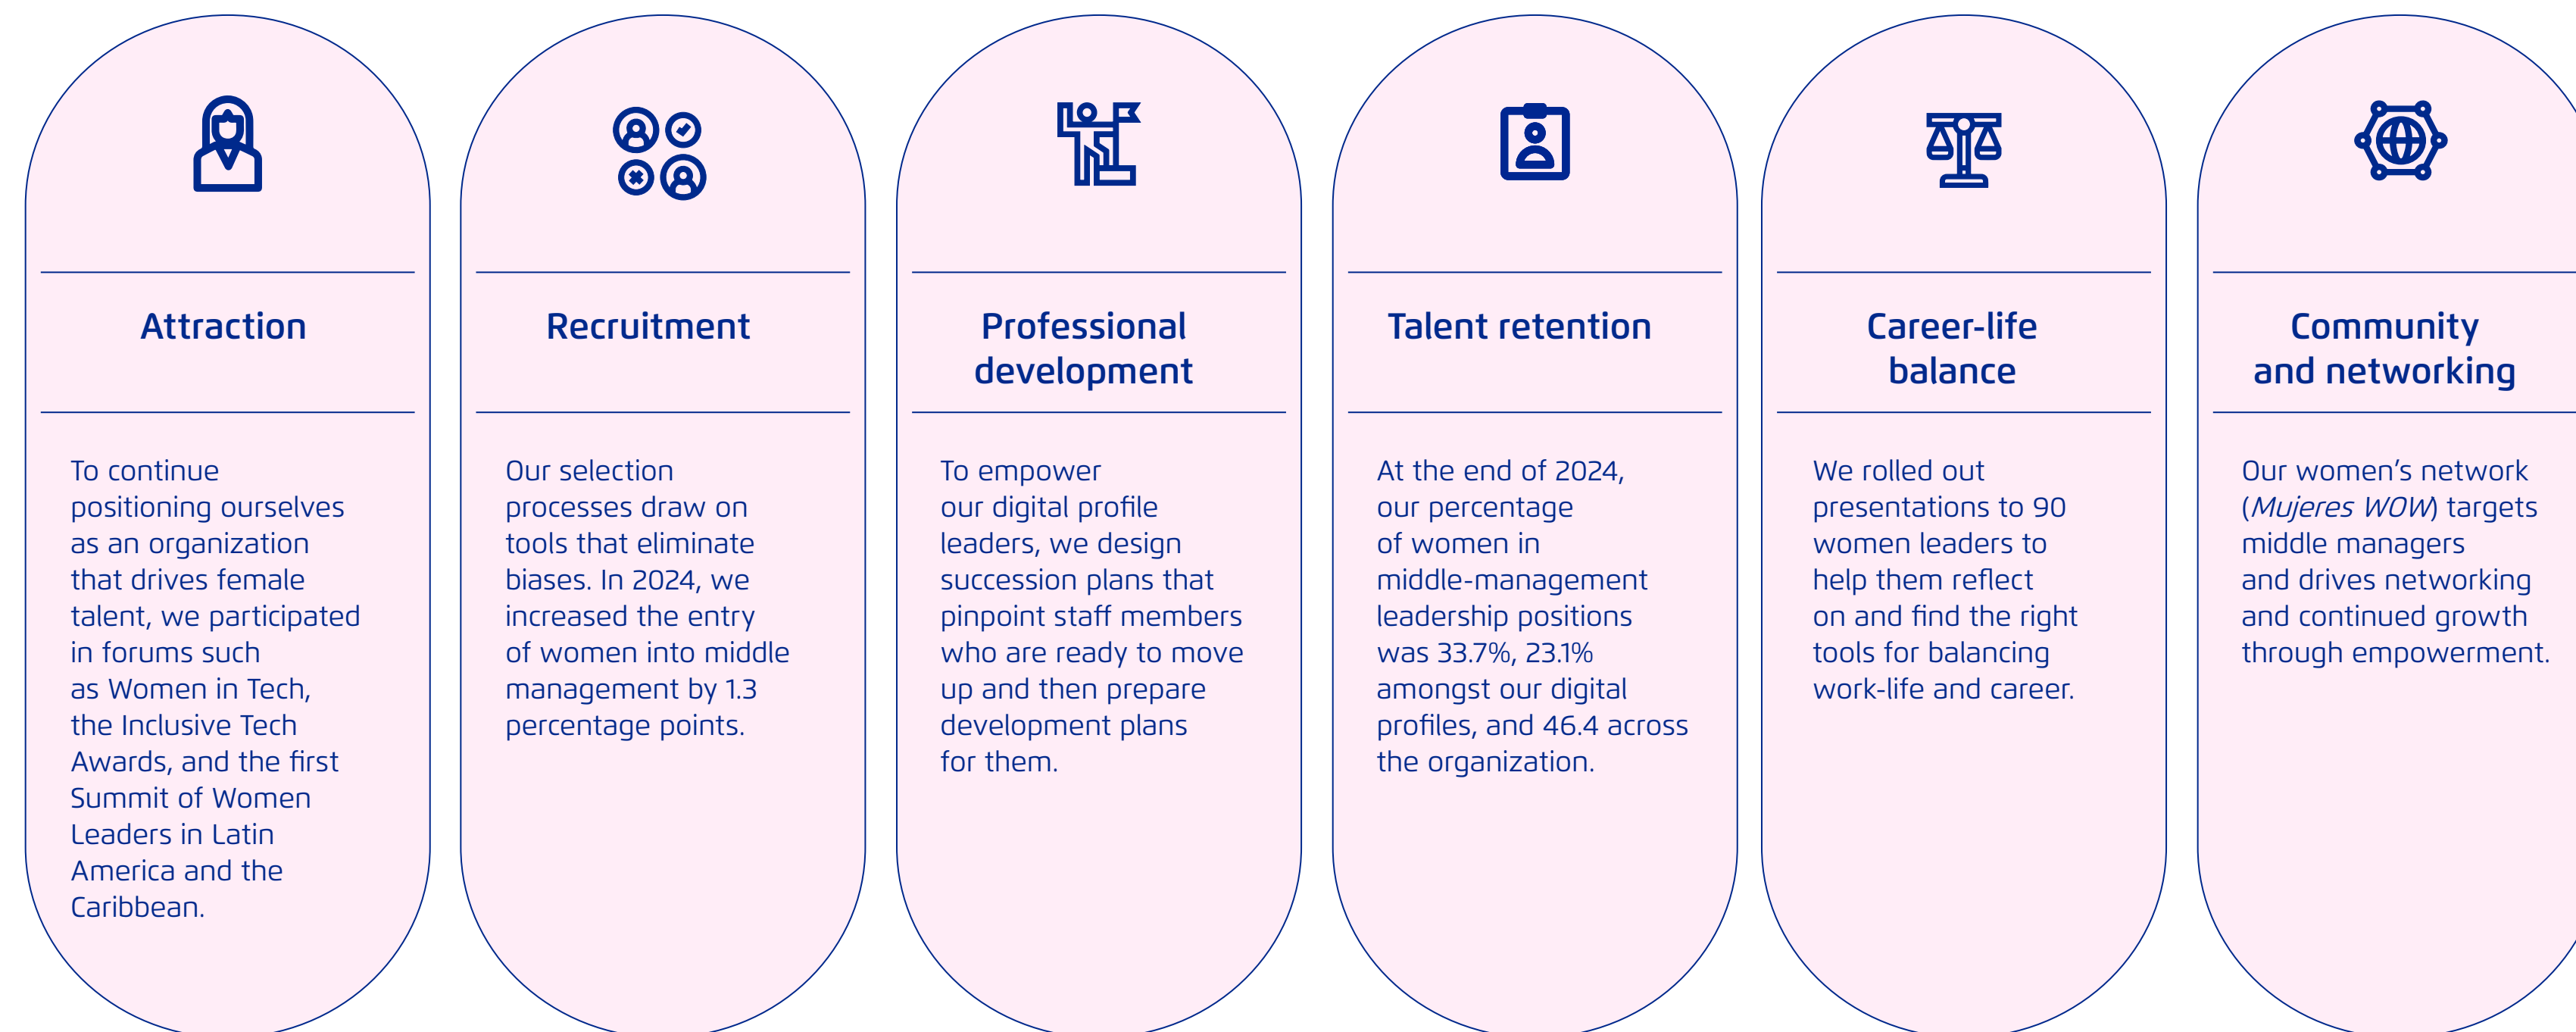 Attraction
To continue
positioning ourselves
as an organization
that drives female
talent, we participated
in forums such
as Women in Tech,
the Inclusive Tech
Awards, and the first
Summit of Women
Leaders in Latin
America and the
Caribbean.
Recruitment
Our selection
processes draw on
tools that eliminate
biases. In 2024, we
increased the entry
of women into middle
management by 1.3
percentage points.
Professional
development
To empower
our digital profile
leaders, we design
succession plans that
pinpoint staff members
who are ready to move
up and then prepare
development plans
for them.
Talent retention
At the end of 2024,
our percentage
of women in
middle-management
leadership positions
was 33.7%, 23.1%
amongst our digital
profiles, and 46.4 across
the organization.
Career-life
balance
We rolled out
presentations to 90
women leaders to
help them reflect
on and find the right
tools for balancing
work-life and career.
Community
and networking
Our women’s network
(Mujeres WOW) targets
middle managers
and drives networking
and continued growth
through empowerment.